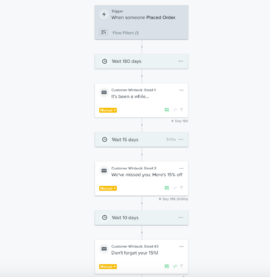 Trigger
When someone Placed Order.
Flow Filters (1)
Wait 180 days
Customer Winback: Email 1
It's been a while...
Manual
Wait 15 days
Customer Winback: Email 2
We've missed you. Here's 15% off
Manual
Wait 10 days
Customer Winback: Email #3
Don't forget your 15%!
Manual